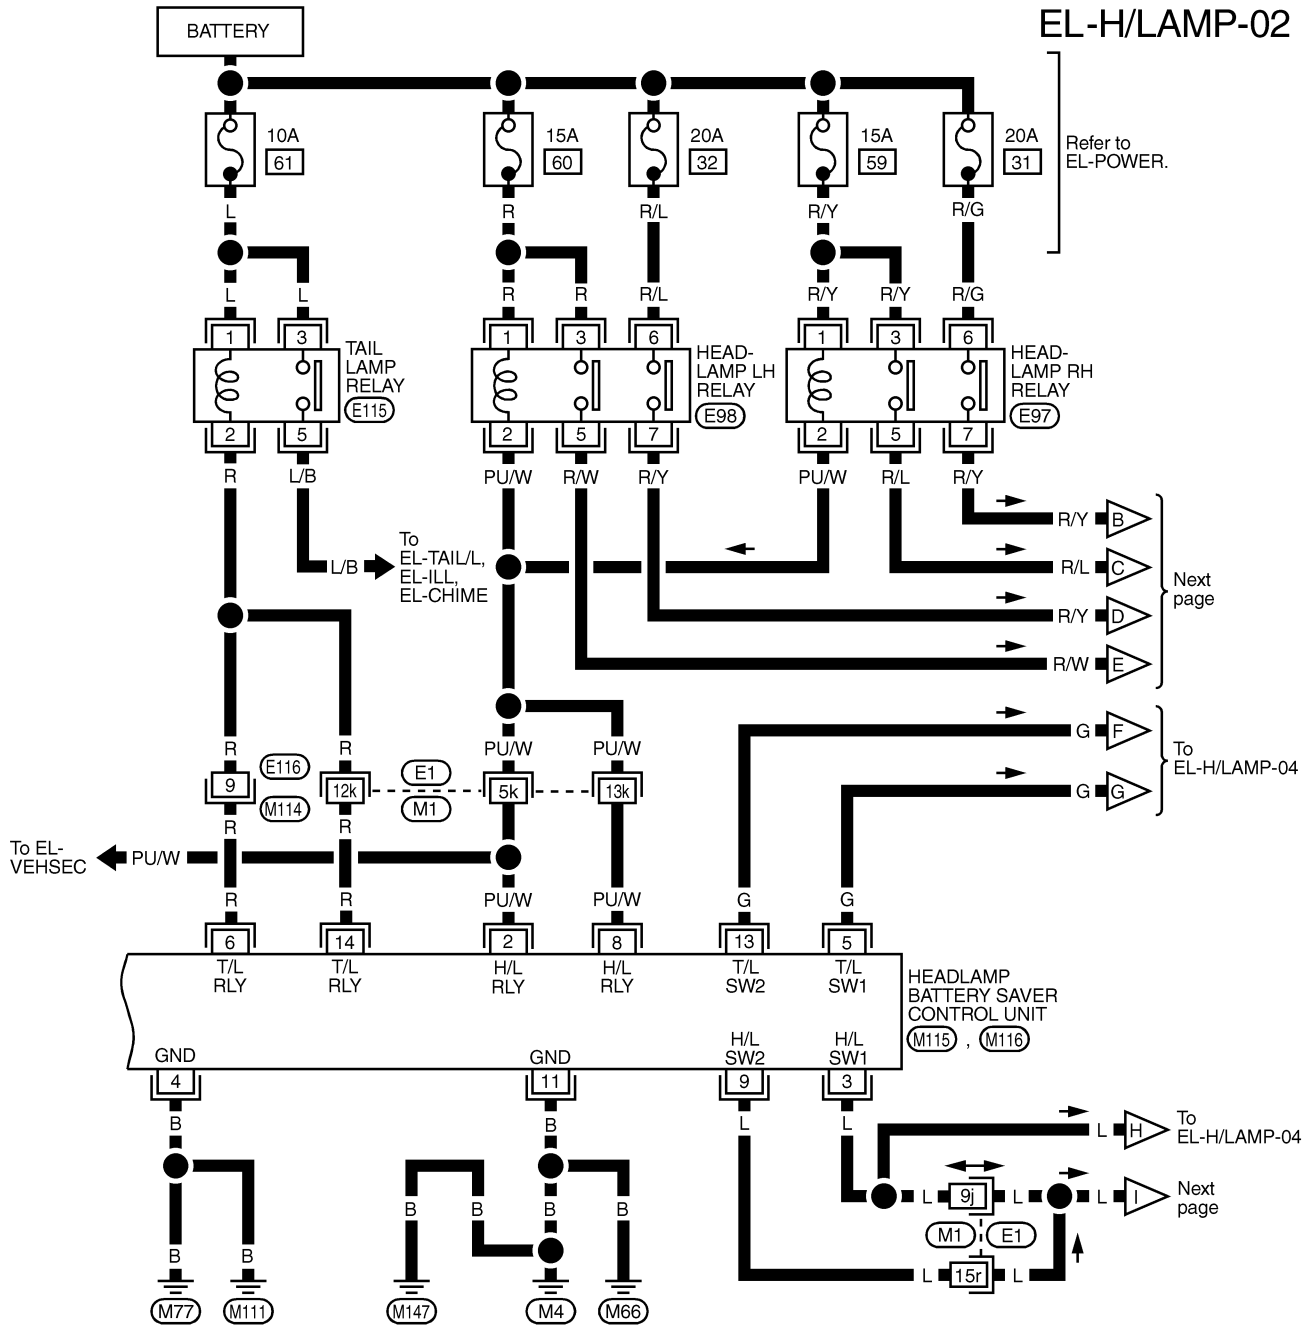 EL-H/LAMP-02
BATTERY
10A
61
15A
60
20A
32
15A
59
20A
31
Refer to
EL-POWER.
L
R
R/L
R/Y
R/G
L
L
R
R
R/L
R/Y
R/Y
R/G
1
3
1
3
6
1
3
6
TAIL
LAMP
RELAY
E115
HEAD-
LAMP LH
RELAY
E98
HEAD-
LAMP RH
RELAY
E97
2
5
2
5
7
2
5
7
R
L/B
PU/W
R/W
R/Y
PU/W
R/L
R/Y
R/Y
B
L/B
To
EL-TAIL/L,
EL-ILL,
EL-CHIME
R/L
C
R/Y
D
R/W
E
Next
page
G
F
G
G
To
EL-H/LAMP-04
R
R
PU/W
PU/W
9
E116
M114
12k
E1
M1
5k
13k
R
R
To EL-
VEHSEC
PU/W
R
R
PU/W
PU/W
G
G
6
14
2
8
13
5
T/L
RLY
T/L
RLY
H/L
RLY
H/L
RLY
T/L
SW2
T/L
SW1
HEADLAMP
BATTERY SAVER
CONTROL UNIT
M115 , M116
GND
GND
H/L
SW2
H/L
SW1
4
11
9
3
B
B
L
L
L
H
To
EL-H/LAMP-04
B
B
B
B
L
9j
L
L
I
Next
page
M1
E1
B
B
L
15r
L
M77
M111
M147
M4
M66